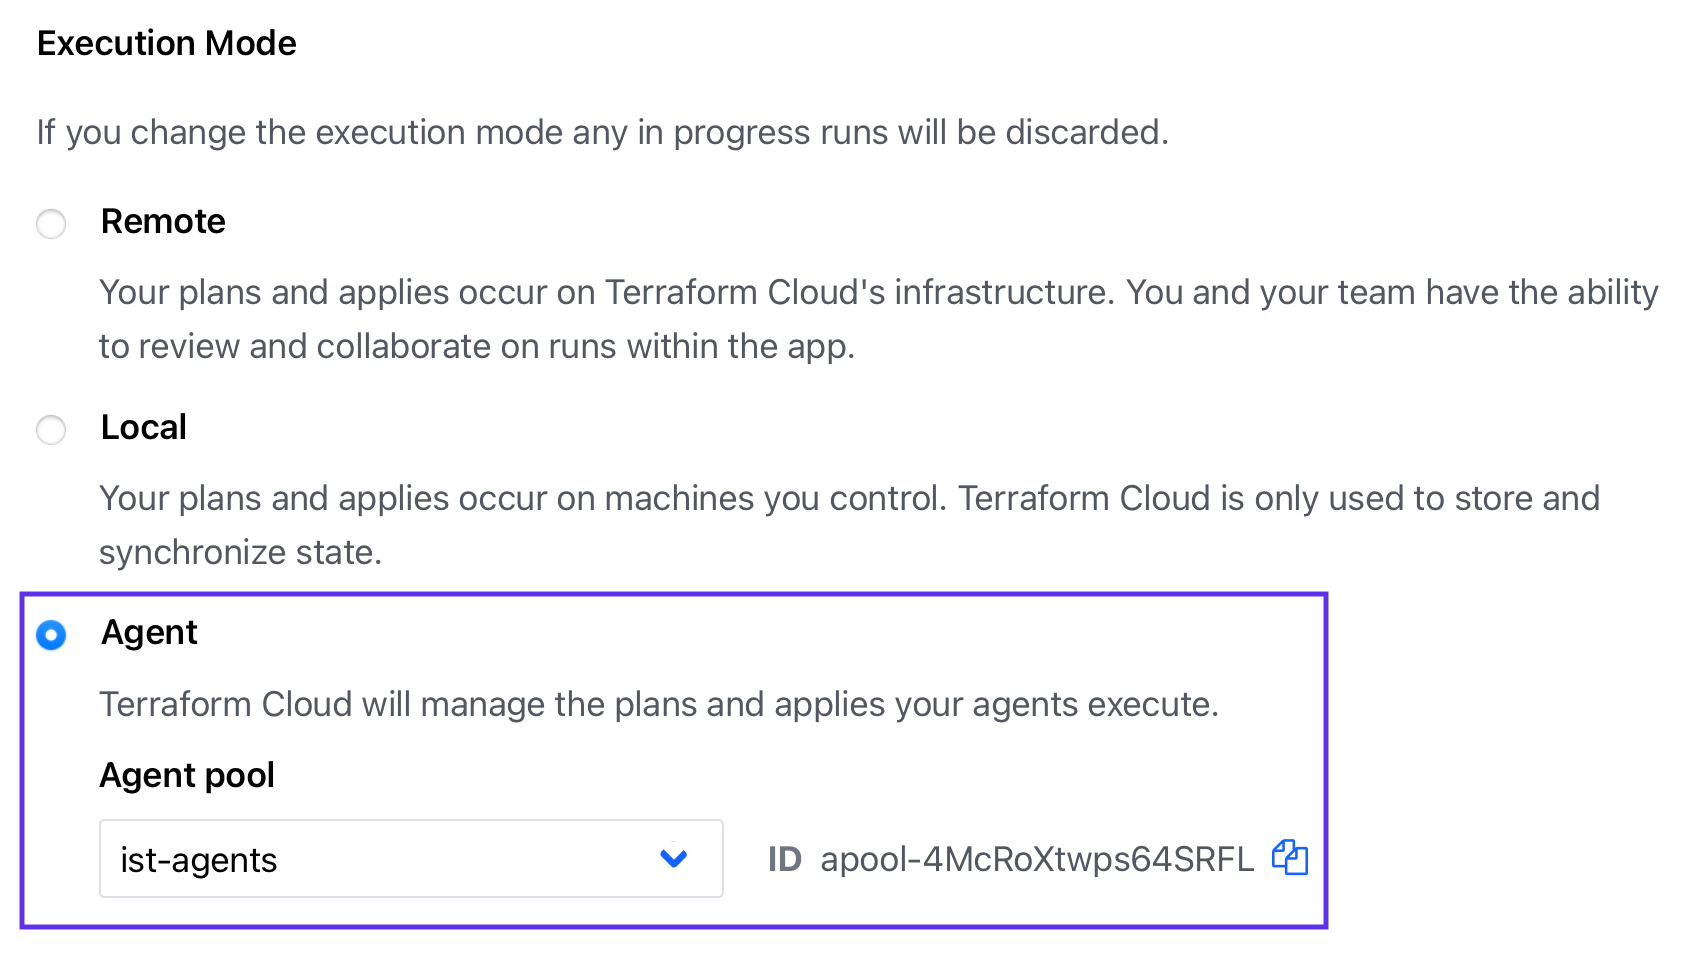 Execution Mode
If you change the execution mode any in progress runs will be discarded.
Remote
Your plans and applies occur on Terraform Cloud's infrastructure. You and your team have the ability
to review and collaborate on runs within the app.
Local
Your plans and applies occur on machines you control. Terraform Cloud is only used to store and
synchronize state.
Agent
Terraform Cloud will manage the plans and applies your agents execute.
Agent pool
ist-agents
ID apool-4McRoXtwps64SRFL